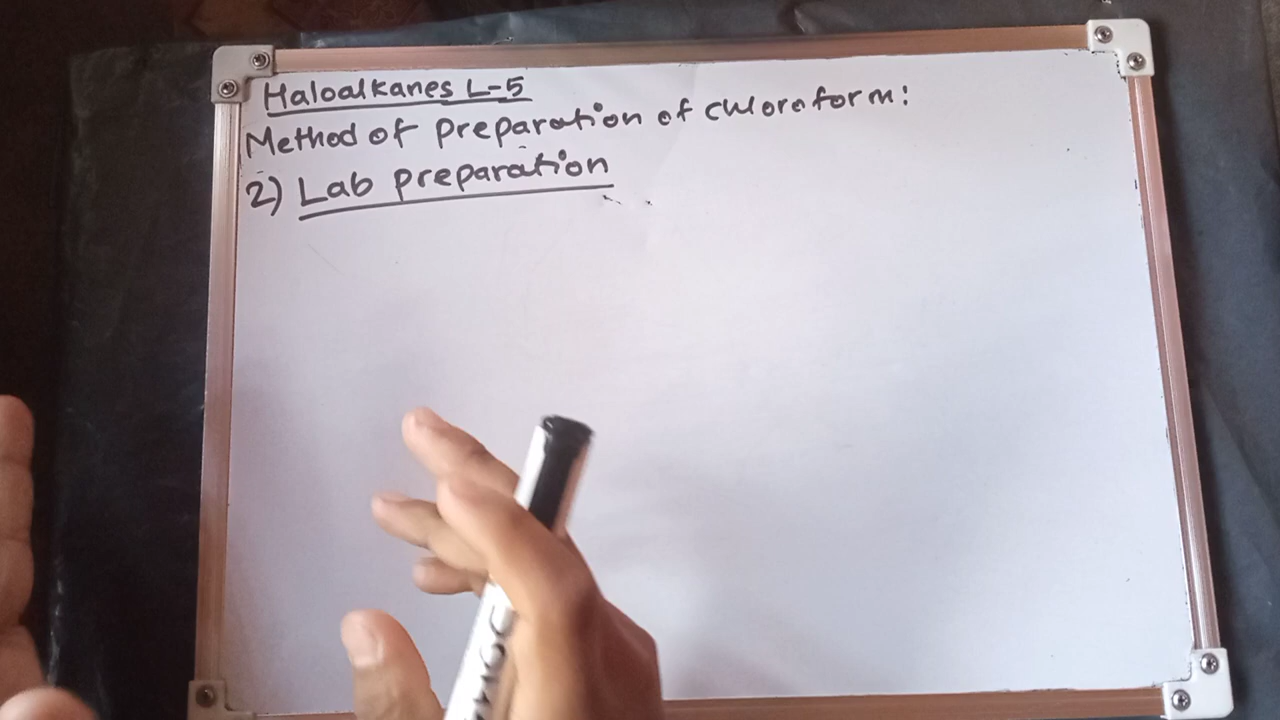 Haloalkanes L-5
Method of preparation of chloroform:
2) Lab preparation